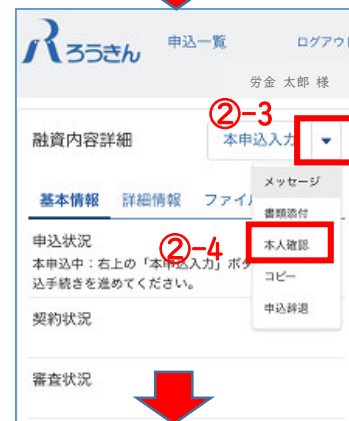 R ろうきん 申込一覧 ログアウト
労金 太郎 様
②-3
融資内容詳細 本申込入力
メッセージ
基本情報 詳細情報 ファイ
書類添付
申込状況 ②-4 本人確認
本申込中：右上の「本申込入力」ボタ
コピー
込手続きを進めてください。
申込辞退
契約状況
審査状況